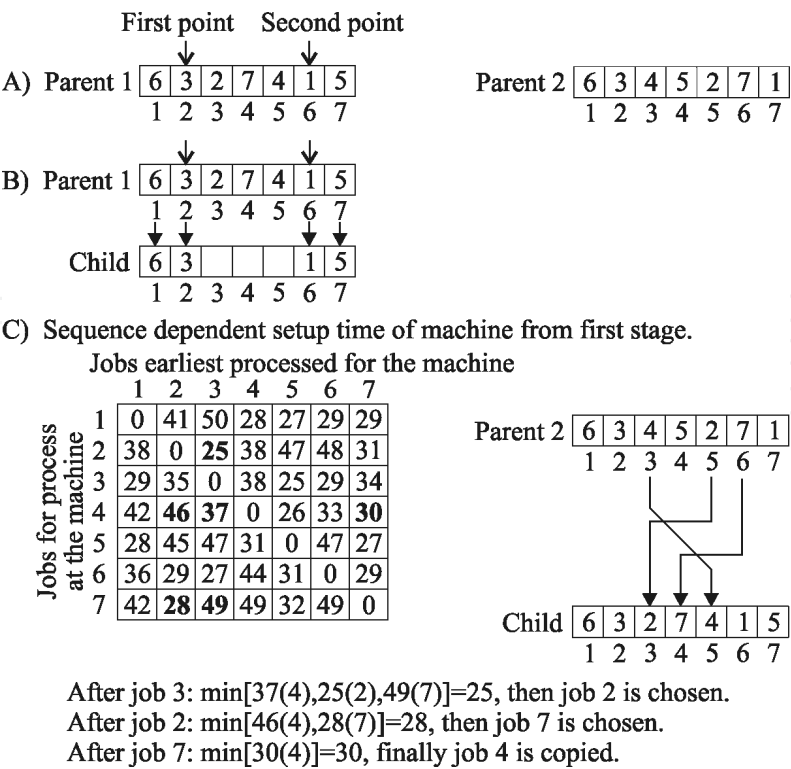 First point Second point
A) Parent 1 6 3 2 7 4 1 5
1 2 3 4 5 6 7
Parent 2 6 3 4 5 2 7 1
1 2 3 4 5 6 7
B) Parent 1 6 3 2 7 4 1 5
1 2 3 4 5 6 7
Child 6 3 1 5
1 2 3 4 5 6 7
C) Sequence dependent setup time of machine from first stage.
Jobs earliest processed for the machine
Jobs for process
at the machine
1 2 3 4 5 6 7
1 0 41 50 28 27 29 29
2 38 0 25 38 47 48 31
3 29 35 0 38 25 29 34
4 42 46 37 0 26 33 30
5 28 45 47 31 0 47 27
6 36 29 27 44 31 0 29
7 42 28 49 49 32 49 0
Parent 2 6 3 4 5 2 7 1
1 2 3 4 5 6 7
Child 6 3 2 7 4 1 5
1 2 3 4 5 6 7
After job 3: min[37(4),25(2),49(7)]=25, then job 2 is chosen.
After job 2: min[46(4),28(7)]=28, then job 7 is chosen.
After job 7: min[30(4)]=30, finally job 4 is copied.